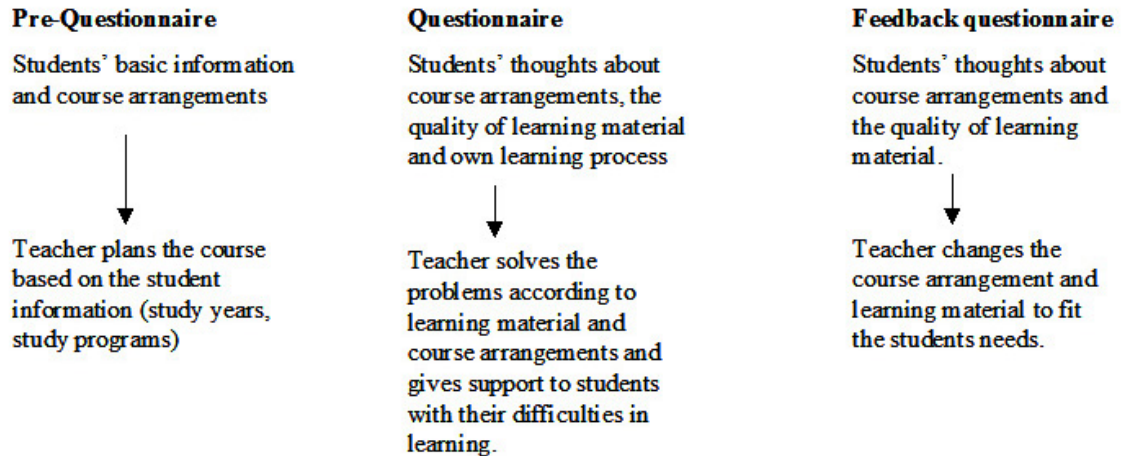 Pre-Questionnaire
Students' basic information
and course arrangements
Teacher plans the course
based on the student
information (study years,
study programs)
Questionnaire
Students' thoughts about
course arrangements, the
quality of learning material
and own learning process
Teacher solves the
problems according to
learning material and
course arrangements and
gives support to students
with their difficulties in
learning.
Feedback questionnaire
Students' thoughts about
course arrangements and
the quality of learning
material.
Teacher changes the
course arrangement and
learning material to fit
the students needs.